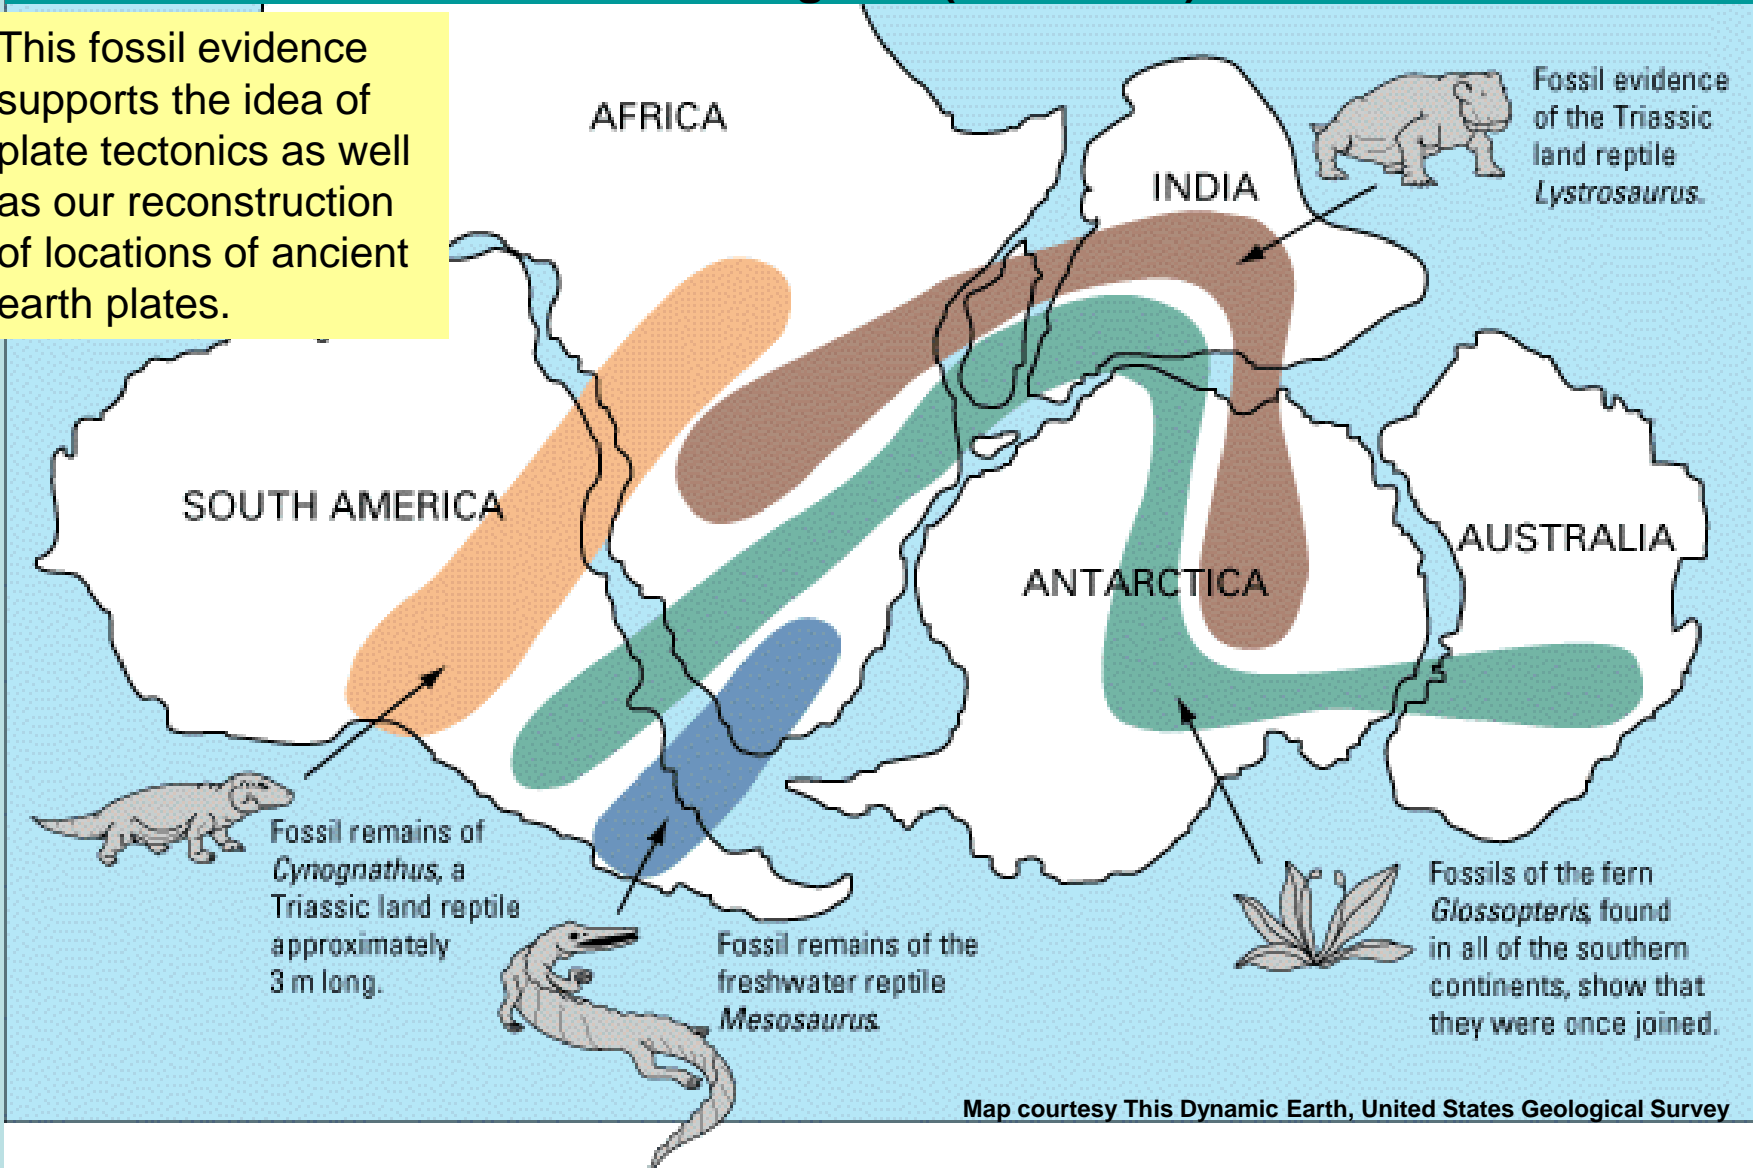 This fossil evidence
supports the idea of
plate tectonics as well
as our reconstruction
of locations of ancient
earth plates.
AFRICA
INDIA
Fossil evidence
of the Triassic
land reptile
Lystrosaurus.
SOUTH AMERICA
ANTARCTICA
AUSTRALIA
Fossil remains of
Cynognathus, a
Triassic land reptile
approximately
3 m long.
Fossil remains of the
freshwater reptile
Mesosaurus.
Fossils of the fern
Glossopteris, found
in all of the southern
continents, show that
they were once joined.
Map courtesy This Dynamic Earth, United States Geological Survey